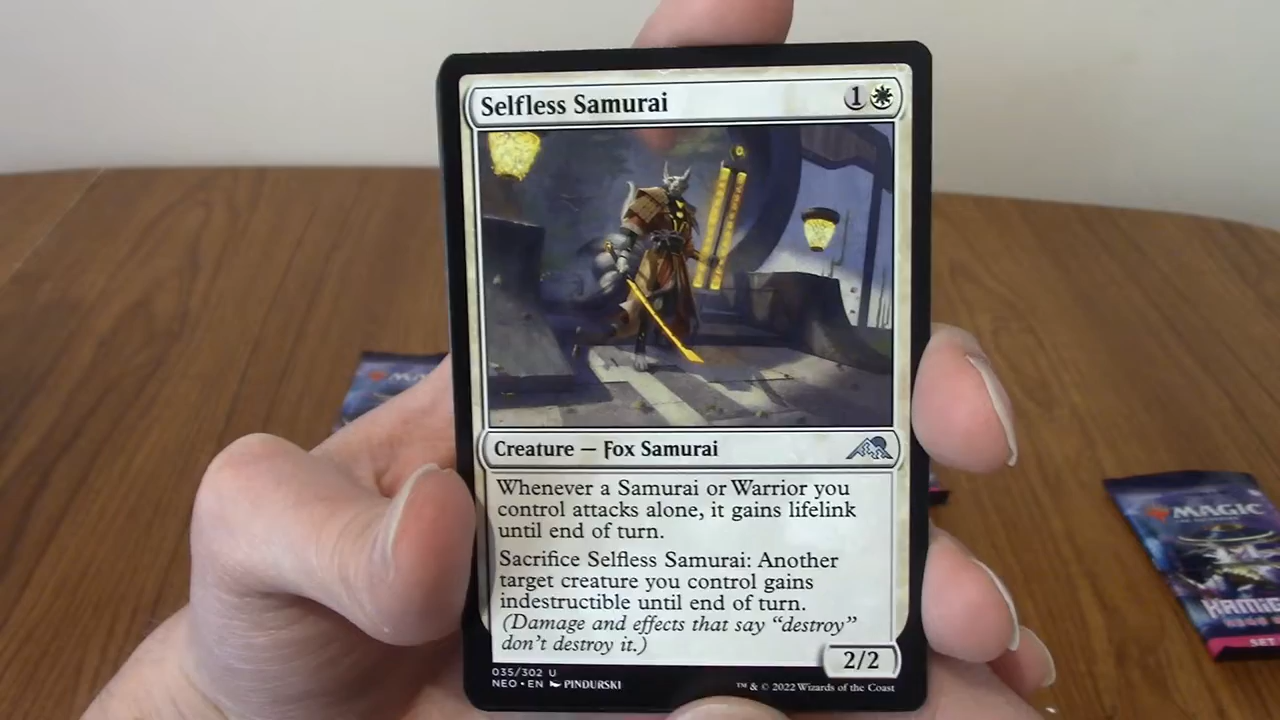 Selfless Samurai
1
Creature — Fox Samurai
Whenever a Samurai or Warrior you
control attacks alone, it gains lifelink
until end of turn.
Sacrifice Selfless Samurai: Another
target creature you control gains
indestructible until end of turn.
(Damage and effects that say “destroy”
don’t destroy it.)
2/2
035/302 U
NEO • EN PINDURSKI
™ & © 2022 Wizards of the Coast
MAGIC
SET